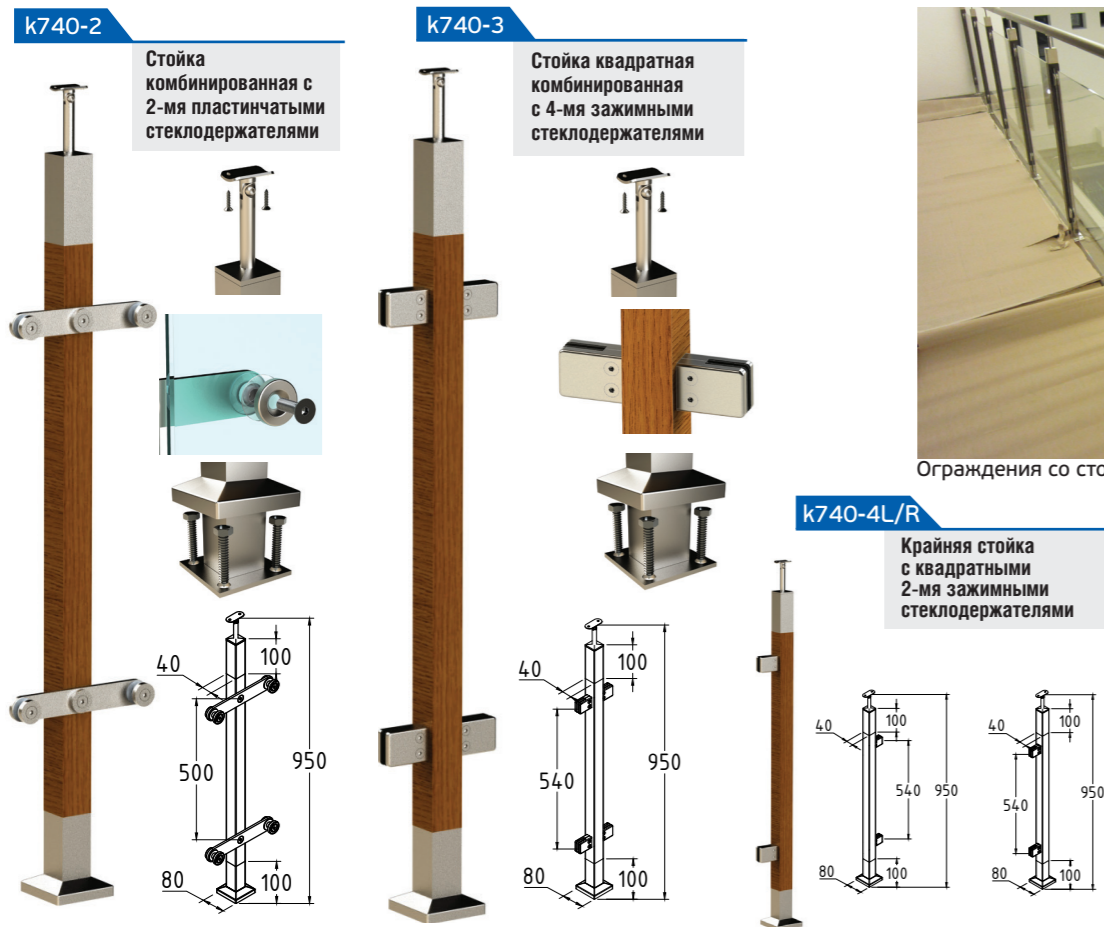 k740-2
Стойка
комбинированная с
2-мя пластинчатыми
стеклодержателями
40
100
500
950
80
100
k740-3
Стойка квадратная
комбинированная
с 4-мя зажимными
стеклодержателями
40
100
540
950
80
100
Ограждения со сто
k740-4L/R
Крайняя стойка
с квадратными
2-мя зажимными
стеклодержателями
40
100
540
950
80
100
40
100
540
950
80
100